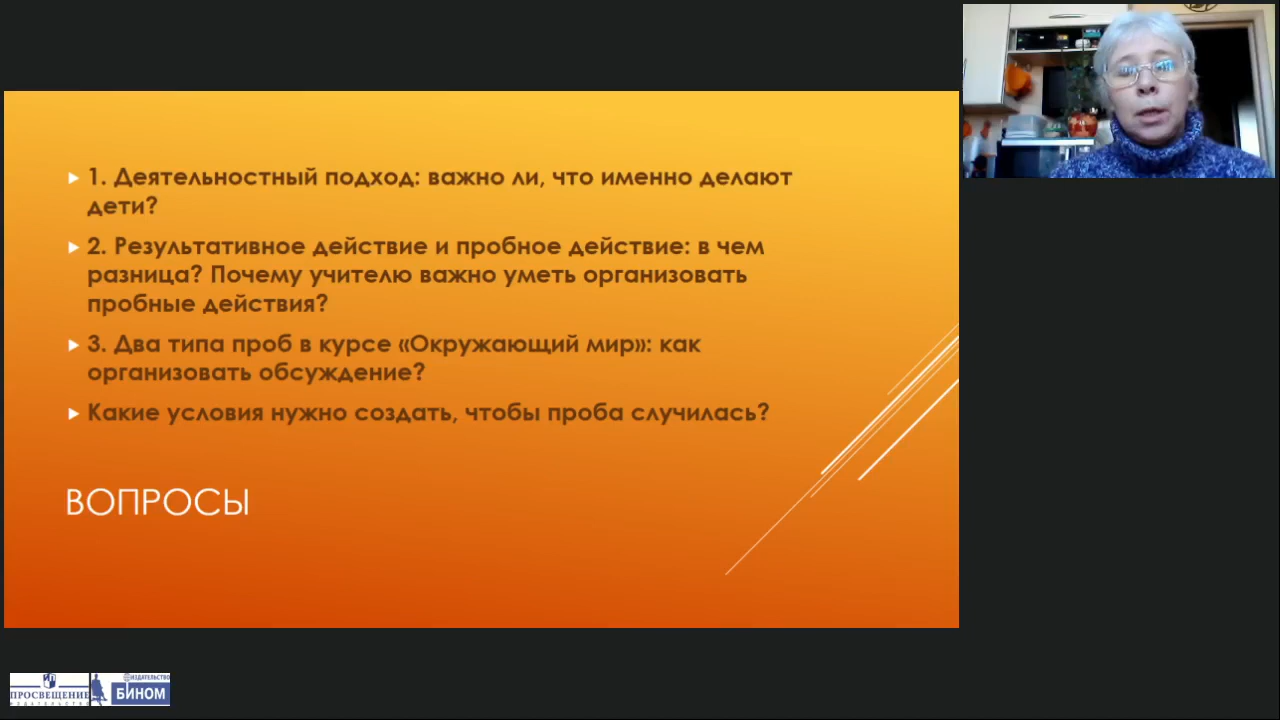 1. Деятельностный подход: важно ли, что именно делают
дети?
2. Результативное действие и пробное действие: в чем
разница? Почему учителю важно уметь организовать
пробные действия?
3. Два типа проб в курсе «Окружающий мир»: как
организовать обсуждение?
Какие условия нужно создать, чтобы проба случилась?
ВОПРОСЫ
ПРОСВЕЩЕНИЕ
ИЗДАТЕЛЬСТВО
ИЗДАТЕЛЬСТВО
БИНОМ